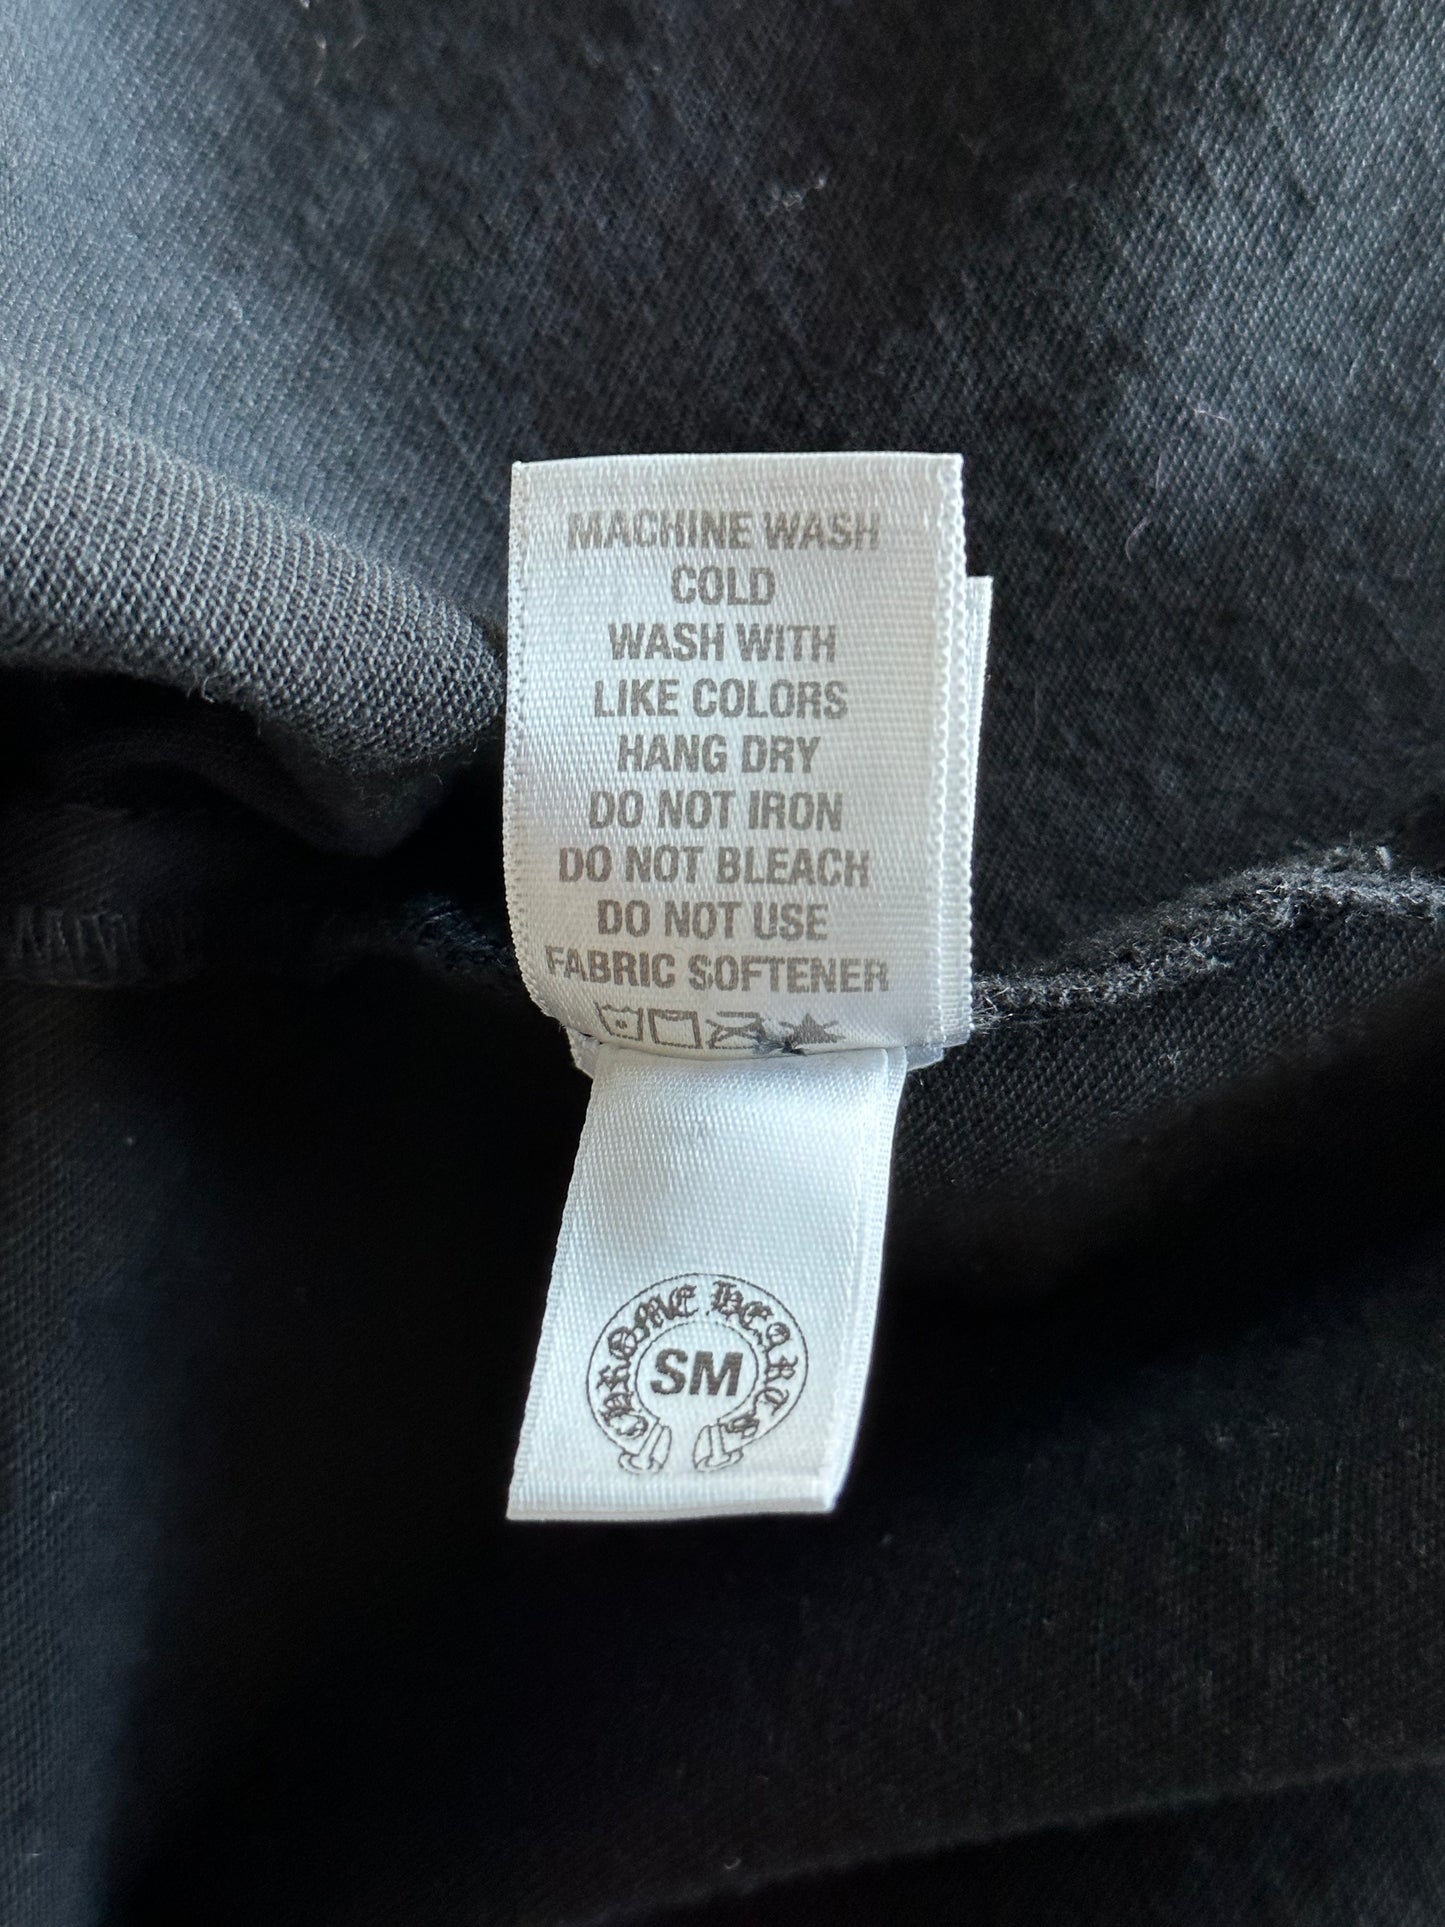 MACHINE WASH
COLD
WASH WITH
LIKE COLORS
HANG DRY
DO NOT IRON
DO NOT BLEACH
DO NOT USE
FABRIC SOFTENER
CHROME HEARTS
SM